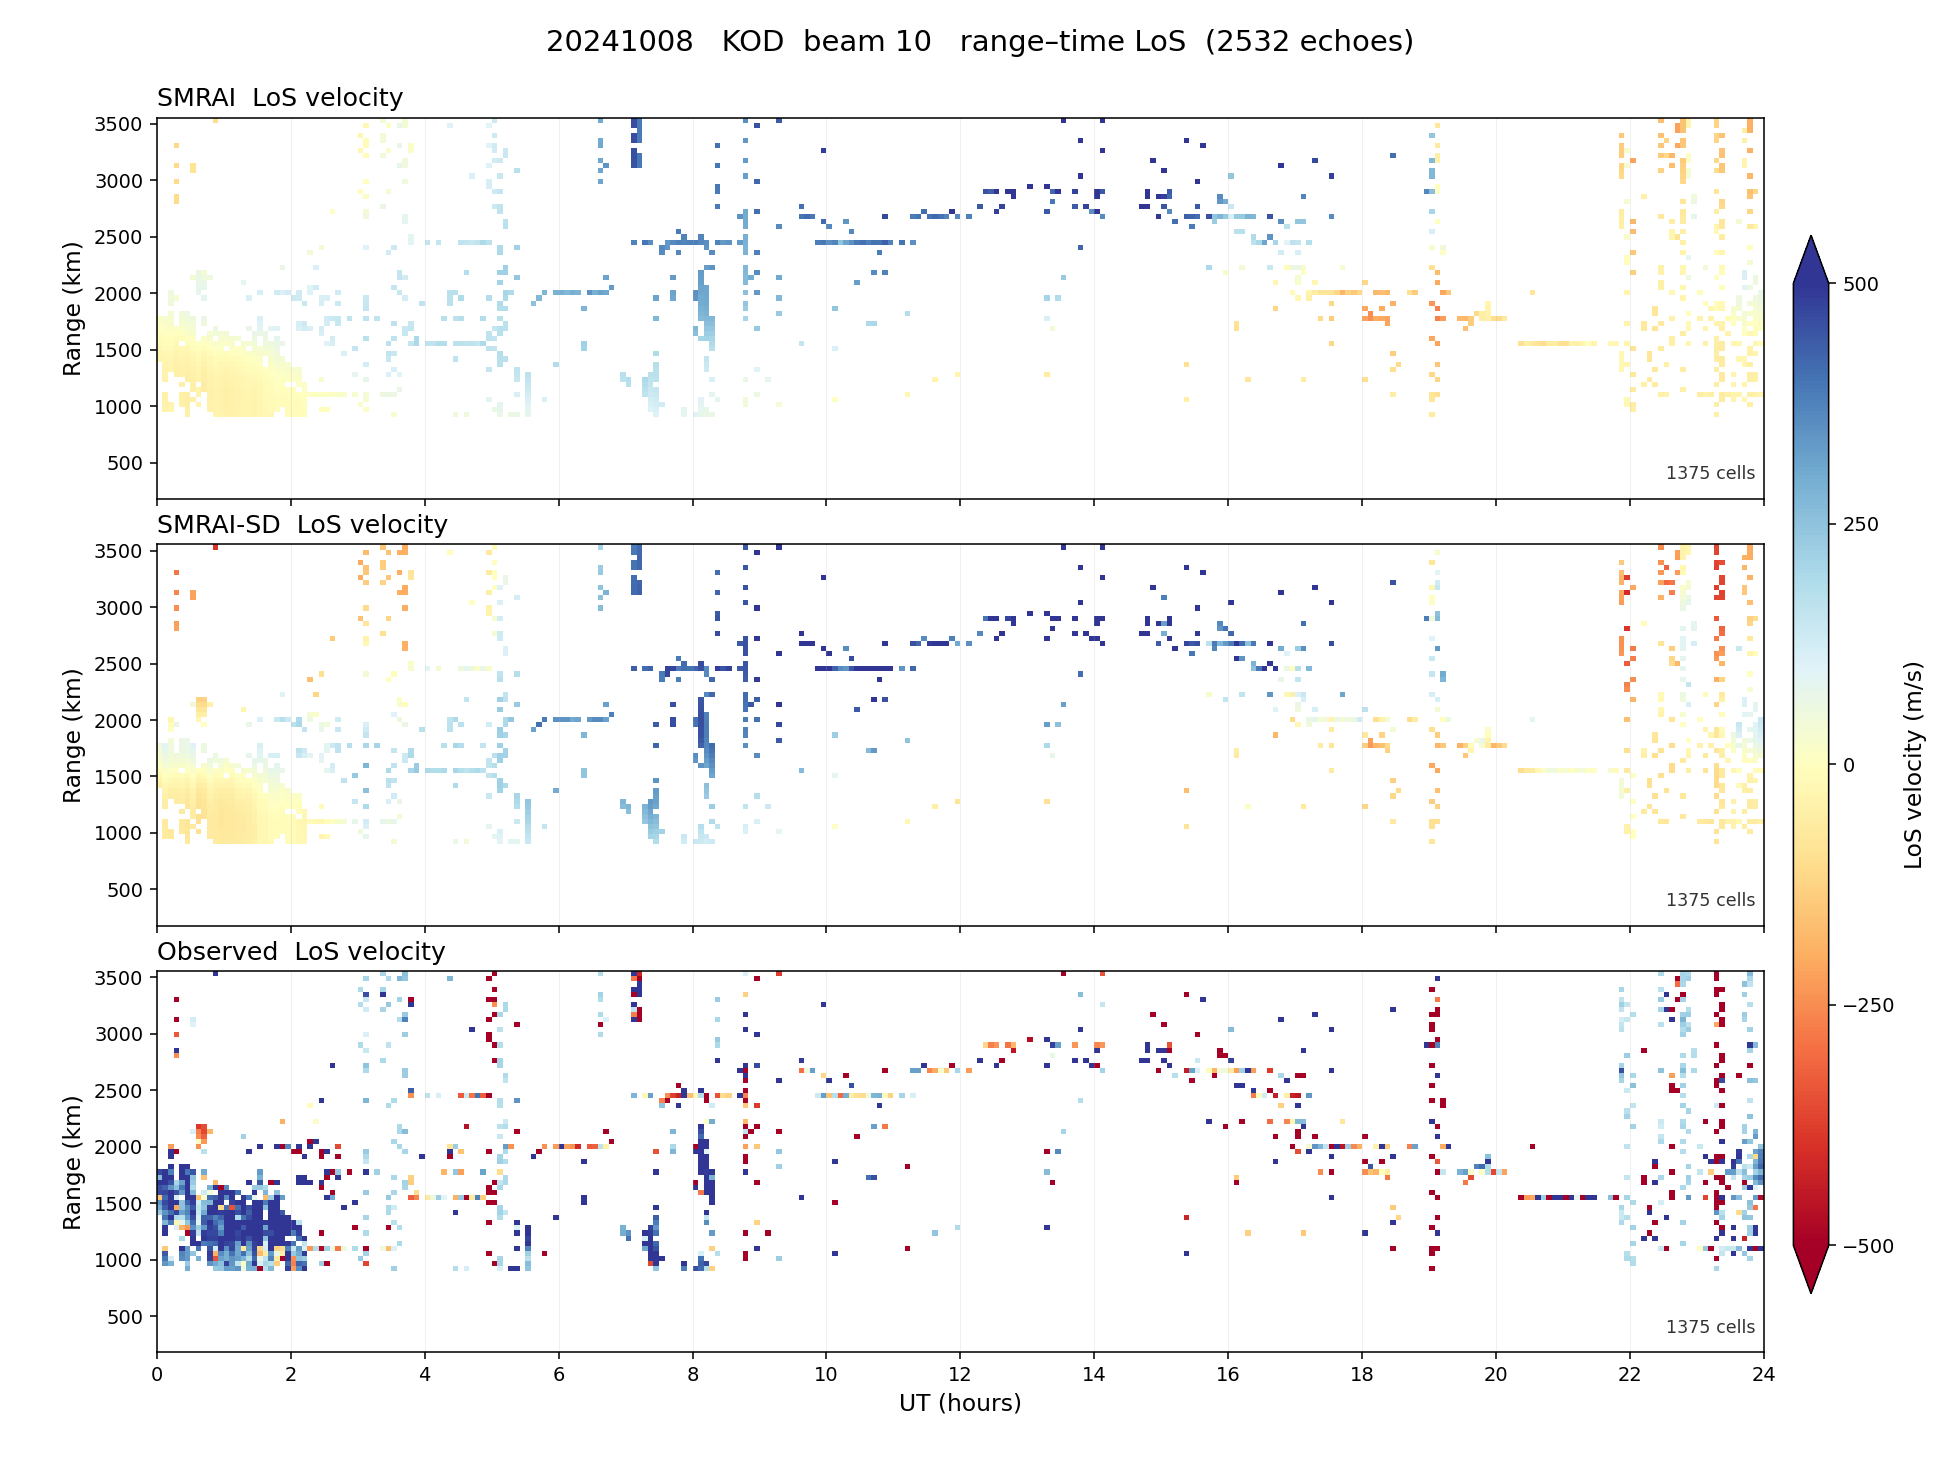 20241008   KOD  beam 10   range–time LoS  (2532 echoes)
SMRAI  LoS velocity
3500
3000
2500
2000
1500
1000
500
Range (km)
1375 cells
SMRAI-SD  LoS velocity
3500
3000
2500
2000
1500
1000
500
Range (km)
1375 cells
Observed  LoS velocity
3500
3000
2500
2000
1500
1000
500
Range (km)
1375 cells
0 2 4 6 8 10 12 14 16 18 20 22 24
UT (hours)
500
250
0
−250
−500
LoS velocity (m/s)